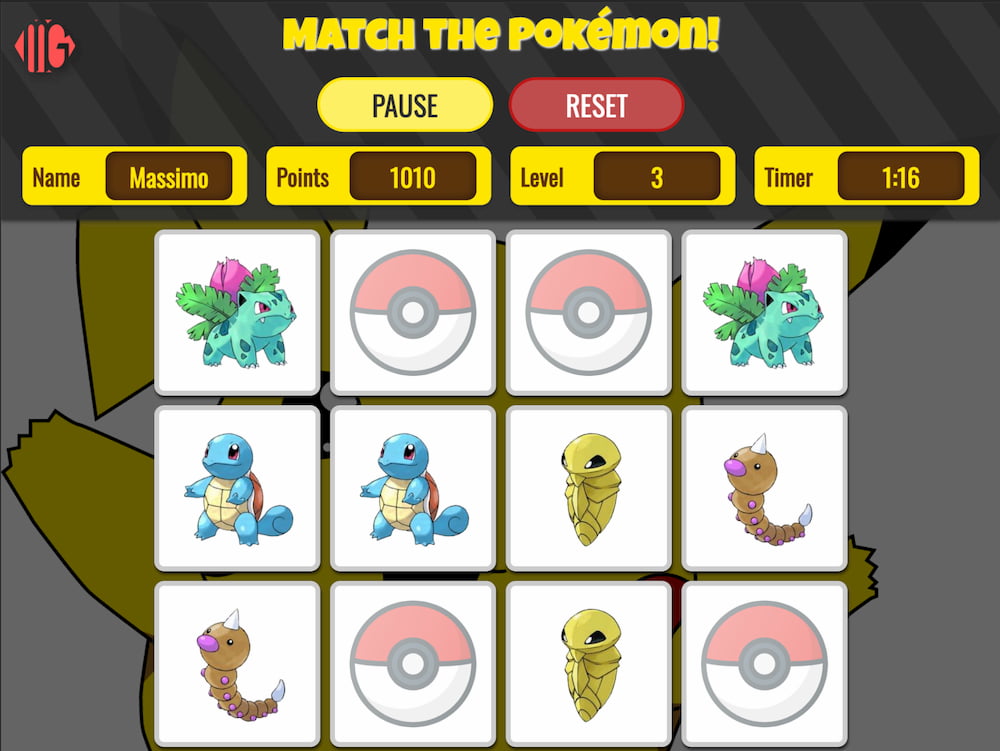 Match the Pokémon!
PAUSE RESET
Name Massimo Points 1010 Level 3 Timer 1:16